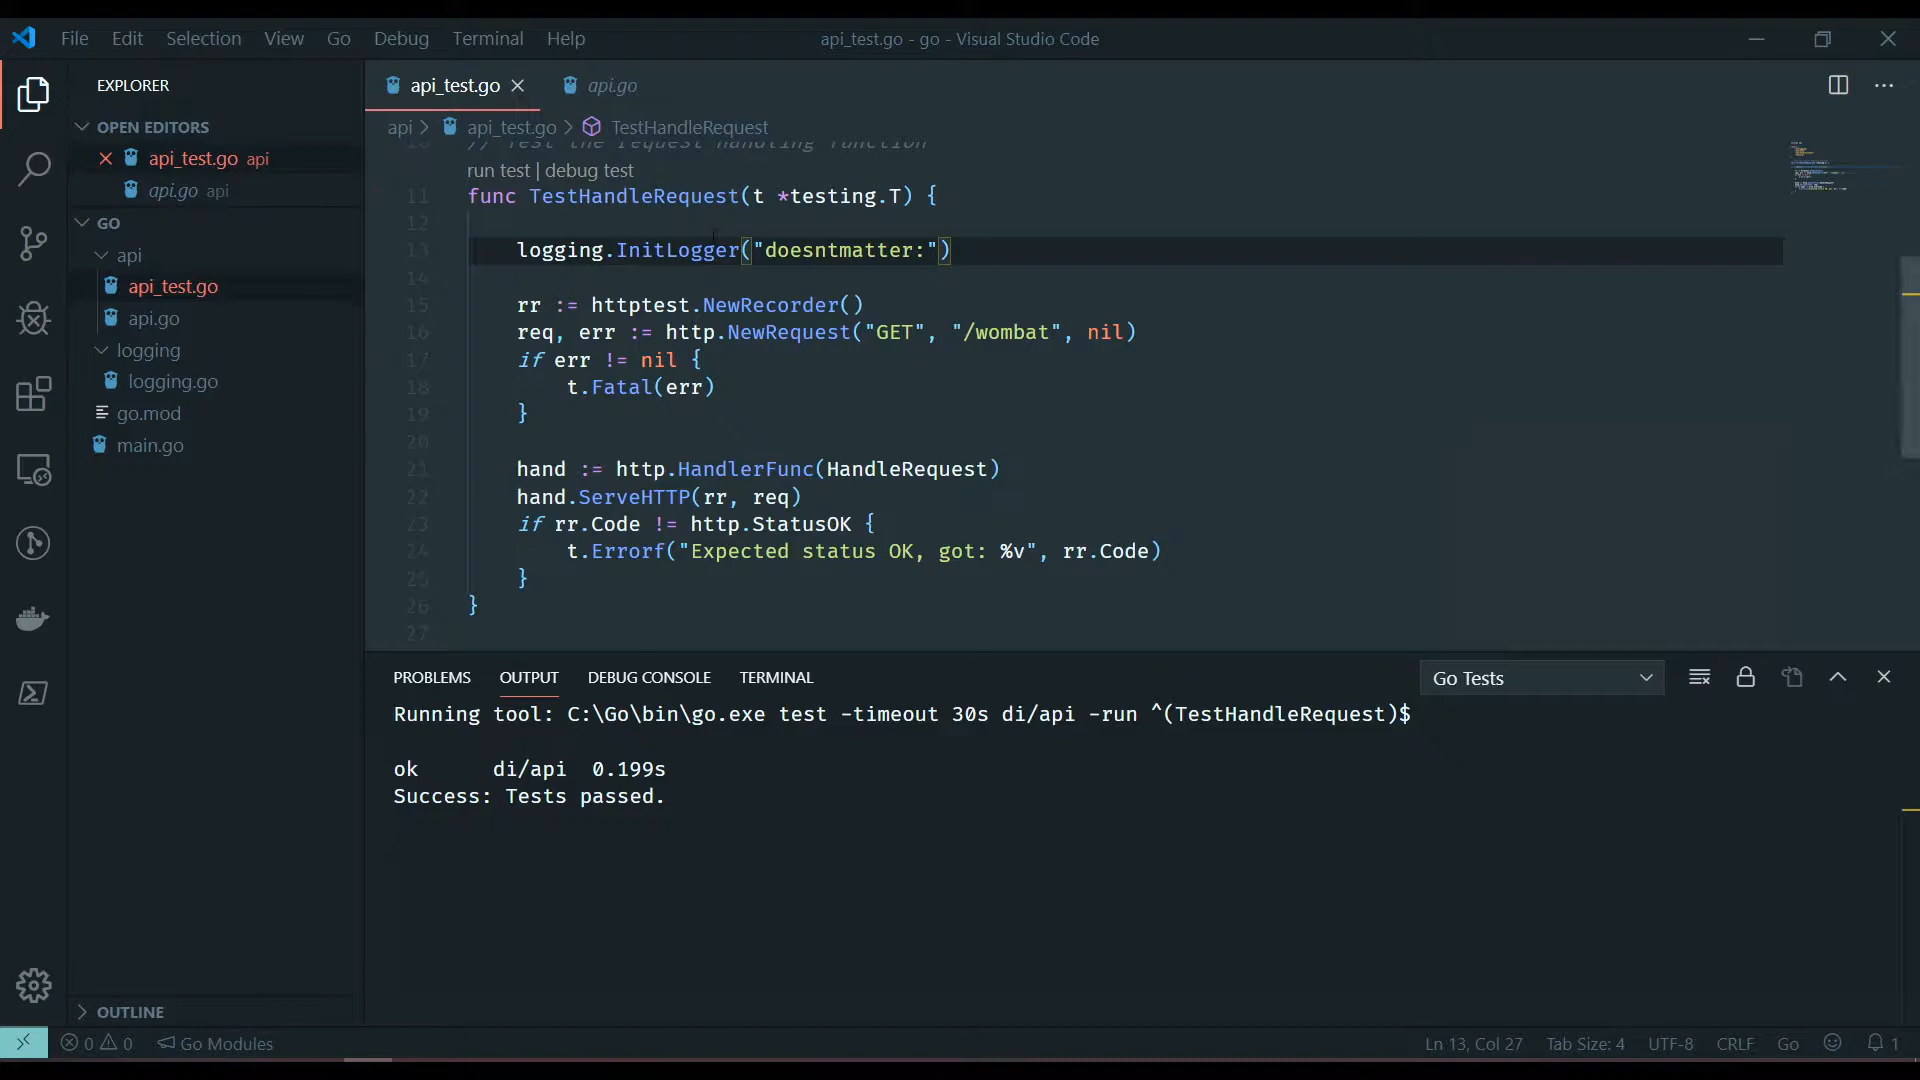 File Edit Selection View Go Debug Terminal Help
api_test.go - go - Visual Studio Code
EXPLORER
OPEN EDITORS
api_test.go api
api.go api
GO
api
api_test.go
api.go
logging
logging.go
go.mod
main.go
OUTLINE
api_test.go
api.go
api > api_test.go > TestHandleRequest
10 // Test the request handling function
run test | debug test
11 func TestHandleRequest(t *testing.T) {
12
13 logging.InitLogger("doesntmatter:")
14
15 rr := httptest.NewRecorder()
16 req, err := http.NewRequest("GET", "/wombat", nil)
17 if err != nil {
18 t.Fatal(err)
19 }
20
21 hand := http.HandlerFunc(HandleRequest)
22 hand.ServeHTTP(rr, req)
23 if rr.Code != http.StatusOK {
24 t.Errorf("Expected status OK, got: %v", rr.Code)
25 }
26 }
27
PROBLEMS OUTPUT DEBUG CONSOLE TERMINAL
Go Tests
Running tool: C:\Go\bin\go.exe test -timeout 30s di/api -run ^(TestHandleRequest)$
ok di/api 0.199s
Success: Tests passed.
0 0 Go Modules
Ln 13, Col 27 Tab Size: 4 UTF-8 CRLF Go 1